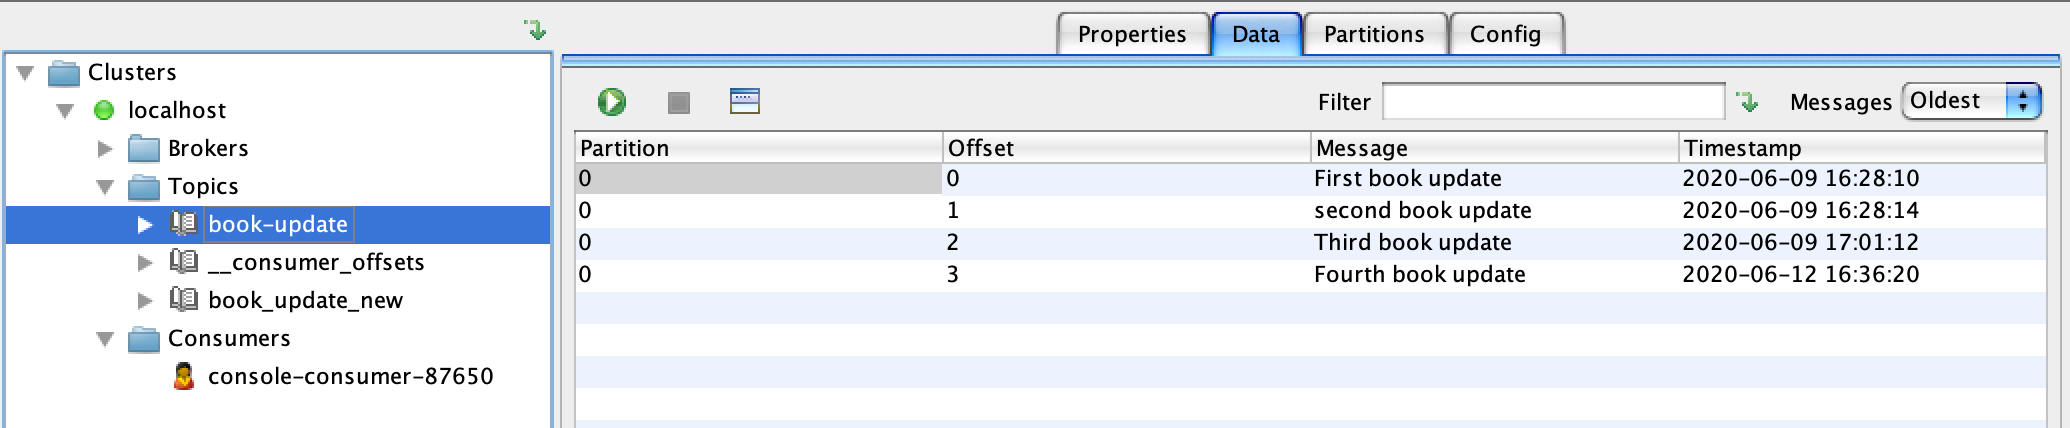 Clusters
localhost
Brokers
Topics
book-update
__consumer_offsets
book_update_new
Consumers
console-consumer-87650
Properties Data Partitions Config
Filter Messages Oldest
Partition Offset Message Timestamp
0 0 First book update 2020-06-09 16:28:10
0 1 second book update 2020-06-09 16:28:14
0 2 Third book update 2020-06-09 17:01:12
0 3 Fourth book update 2020-06-12 16:36:20